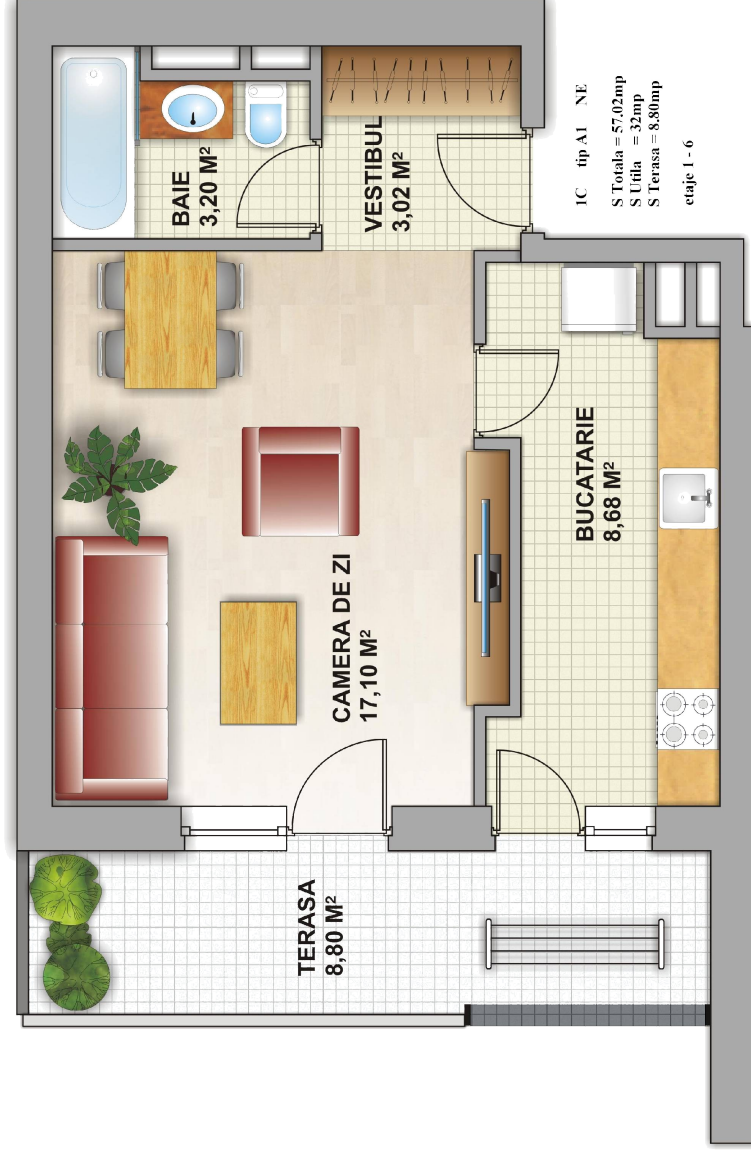 BAIE
3,20 M²
VESTIBUL
3,02 M²
1C tip A1 NE
S Totala = 57.02mp
S Utila = 32mp
S Terasa = 8.80mp
etaje 1 - 6
CAMERA DE ZI
17,10 M²
BUCATARIE
8,68 M²
TERASA
8,80 M²